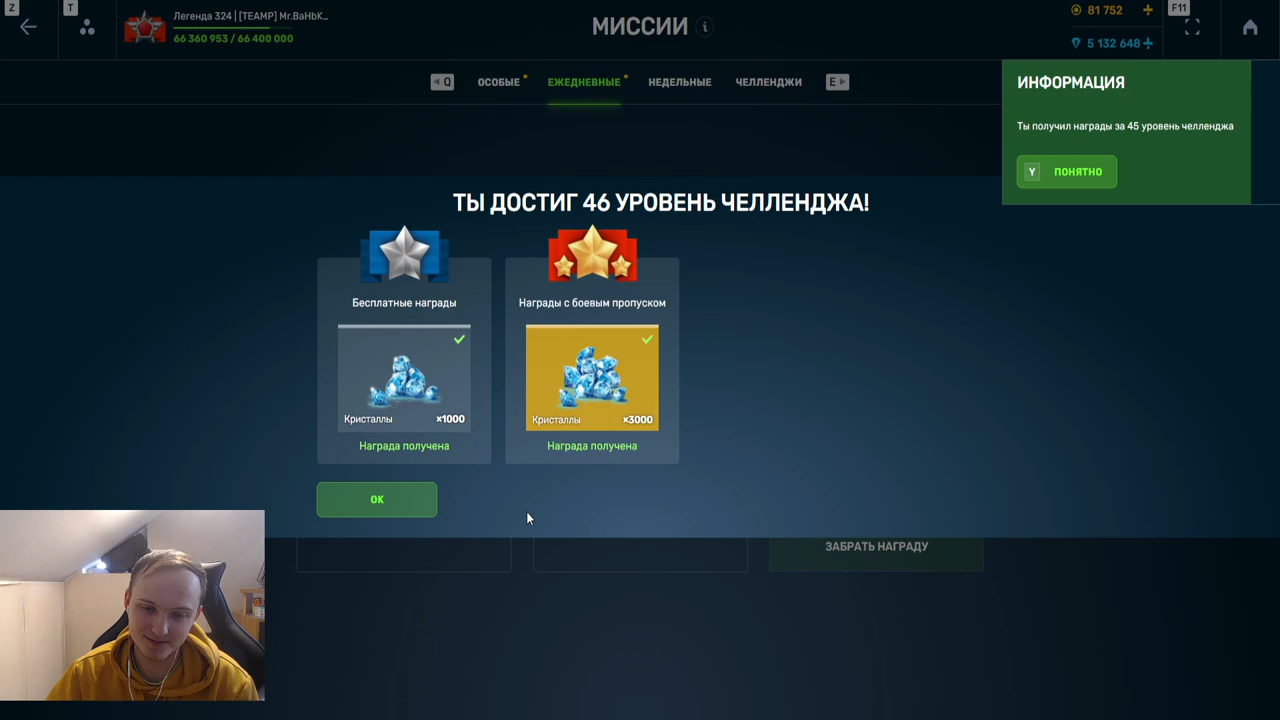 Z
T
Легенда 324 | [TEAMP] Mr.BaHbK...
66 360 953 / 66 400 000
МИССИИ
81 752
5 132 648
F11
Q
ОСОБЫЕ
ЕЖЕДНЕВНЫЕ
НЕДЕЛЬНЫЕ
ЧЕЛЛЕНДЖИ
E
ИНФОРМАЦИЯ
Ты получил награды за 45 уровень челленджа
Y ПОНЯТНО
ТЫ ДОСТИГ 46 УРОВЕНЬ ЧЕЛЛЕНДЖА!
Бесплатные награды
Кристаллы ×1000
Награда получена
Награды с боевым пропуском
Кристаллы ×3000
Награда получена
ОК
ЗАБРАТЬ НАГРАДУ